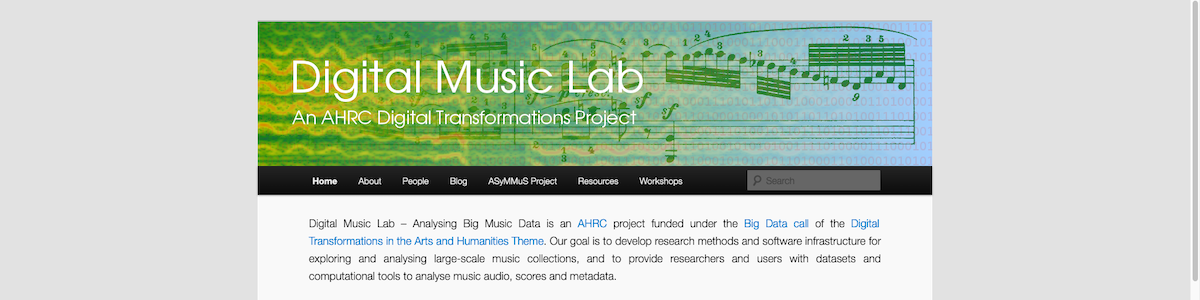 Digital Music Lab
An AHRC Digital Transformations Project
Home About People Blog ASyMMuS Project Resources Workshops Search
Digital Music Lab – Analysing Big Music Data is an AHRC project funded under the Big Data call of the Digital
Transformations in the Arts and Humanities Theme. Our goal is to develop research methods and software infrastructure for
exploring and analysing large-scale music collections, and to provide researchers and users with datasets and
computational tools to analyse music audio, scores and metadata.